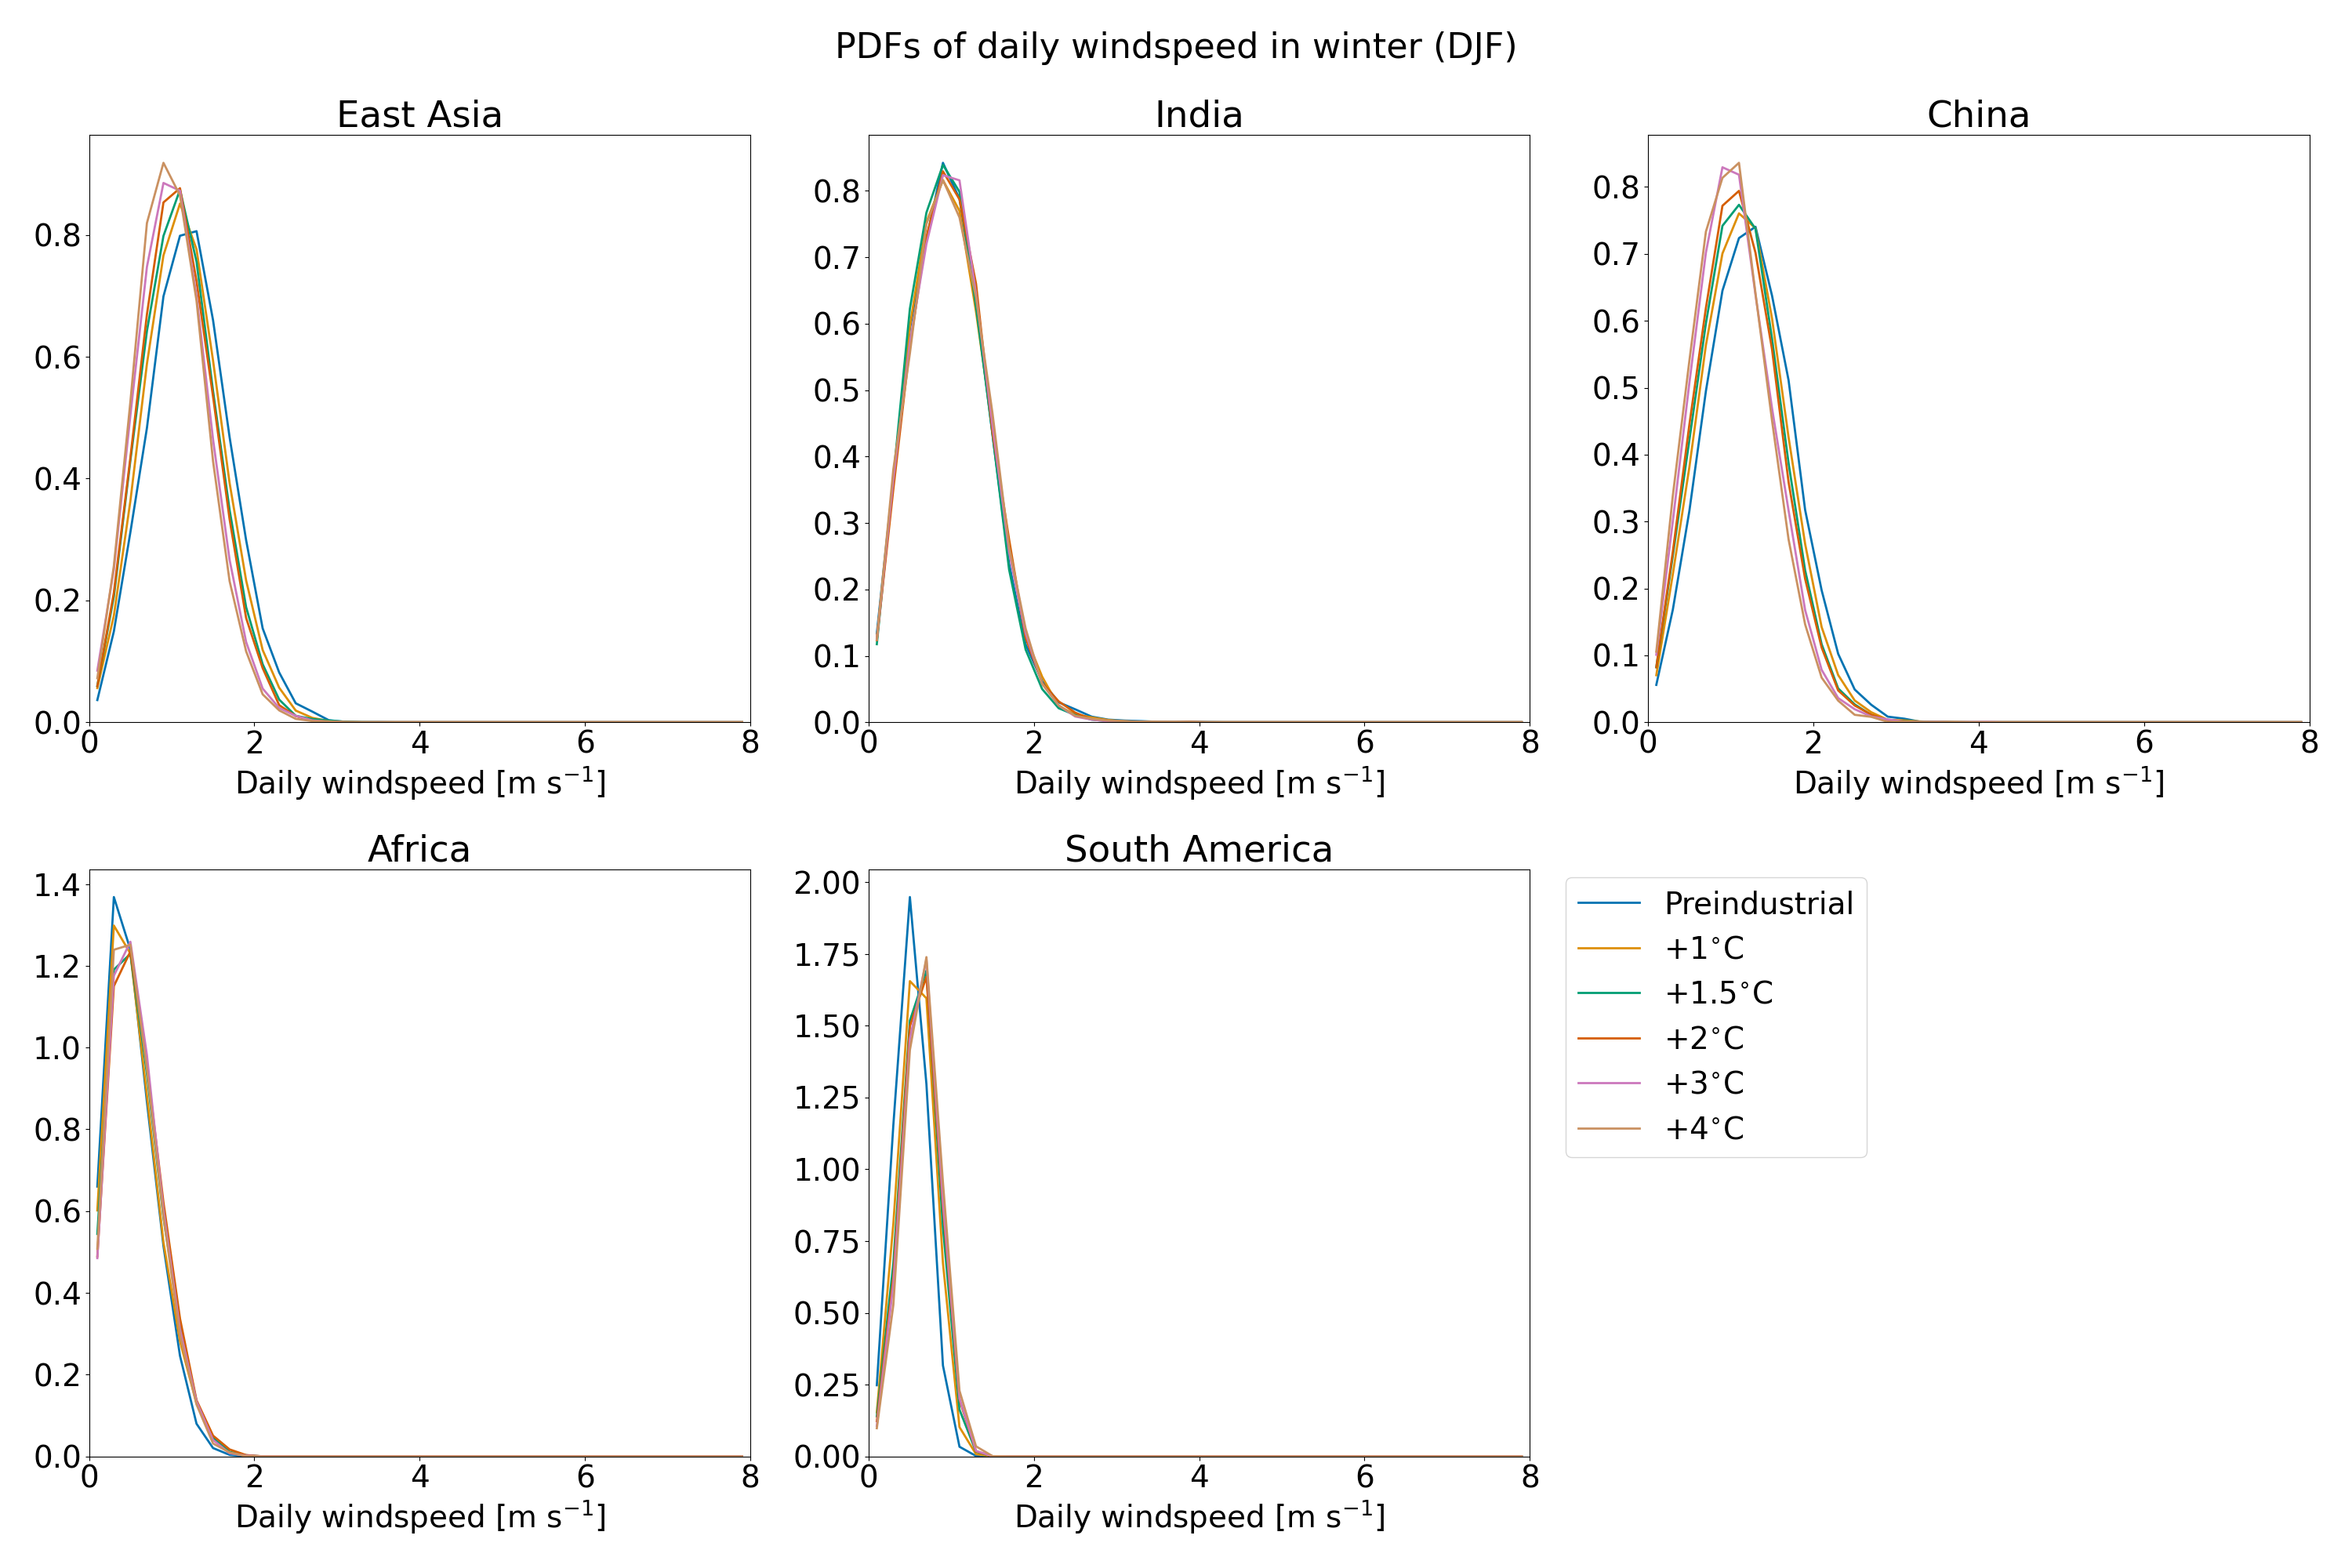 PDFs of daily windspeed in winter (DJF)
East Asia
0.8
0.6
0.4
0.2
0.0
0 2 4 6 8
Daily windspeed [m s⁻¹]
India
0.8
0.7
0.6
0.5
0.4
0.3
0.2
0.1
0.0
0 2 4 6 8
Daily windspeed [m s⁻¹]
China
0.8
0.7
0.6
0.5
0.4
0.3
0.2
0.1
0.0
0 2 4 6 8
Daily windspeed [m s⁻¹]
Africa
1.4
1.2
1.0
0.8
0.6
0.4
0.2
0.0
0 2 4 6 8
Daily windspeed [m s⁻¹]
South America
2.00
1.75
1.50
1.25
1.00
0.75
0.50
0.25
0.00
0 2 4 6 8
Daily windspeed [m s⁻¹]
Preindustrial
+1°C
+1.5°C
+2°C
+3°C
+4°C